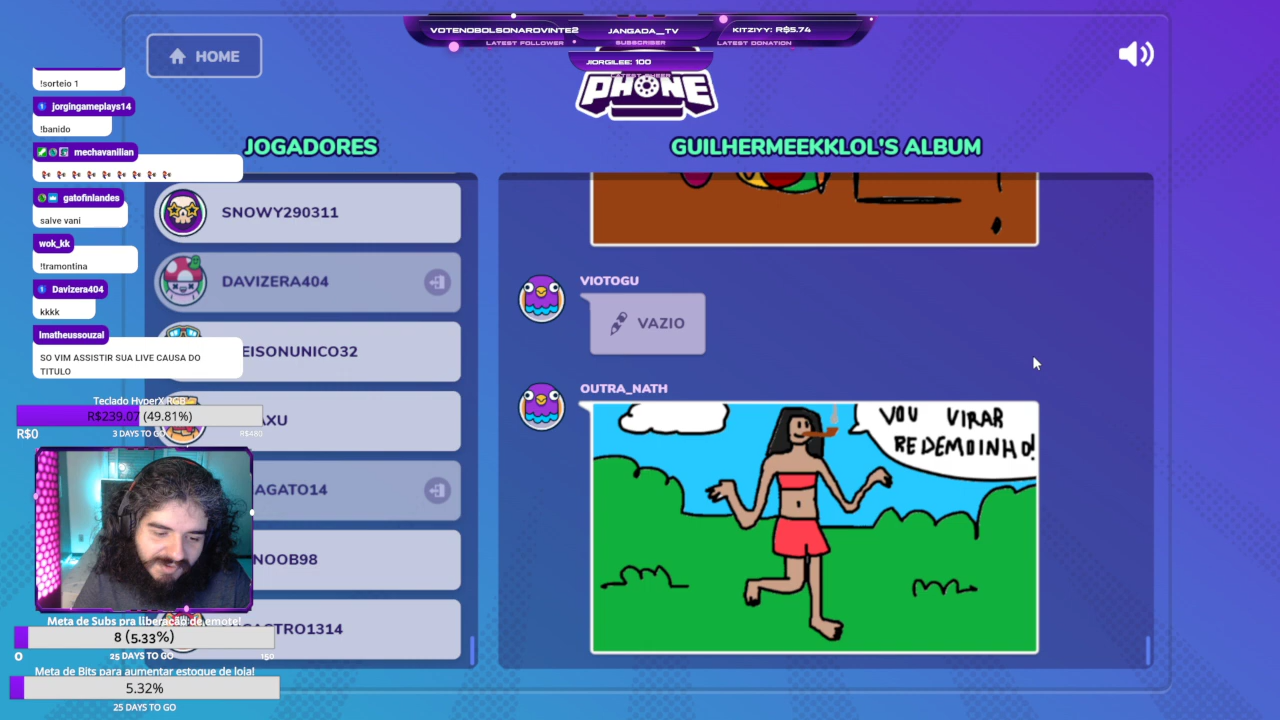 VOTENOBOLSONAROVINTE2
LATEST FOLLOWER
JANGADA_TV
SUBSCRIBER
KITZIYY: R$5.74
LATEST DONATION
JIORGILEE: 100
LATEST CHEER
PHONE
HOME
!sorteio 1
jorgingameplays14
!banido
mechavanilian
gatofinlandes
salve vani
wok_kk
!tramontina
Davizera404
kkkk
lmatheussouzal
SO VIM ASSISTIR SUA LIVE CAUSA DO
TITULO
Teclado HyperX RGB
R$239.07 (49.81%)
R$0
3 DAYS TO GO
R$480
Meta de Subs pra liberação de emote!
8 (5.33%)
0
25 DAYS TO GO
150
Meta de Bits para aumentar estoque de loja!
5.32%
25 DAYS TO GO
JOGADORES
SNOWY290311
DAVIZERA404
EISONUNICO32
AXU
AGATO14
NOOB98
ASTRO1314
GUILHERMEEKKLOL'S ALBUM
VIOTOGU
VAZIO
OUTRA_NATH
VOU VIRAR
REDEMOINHO!